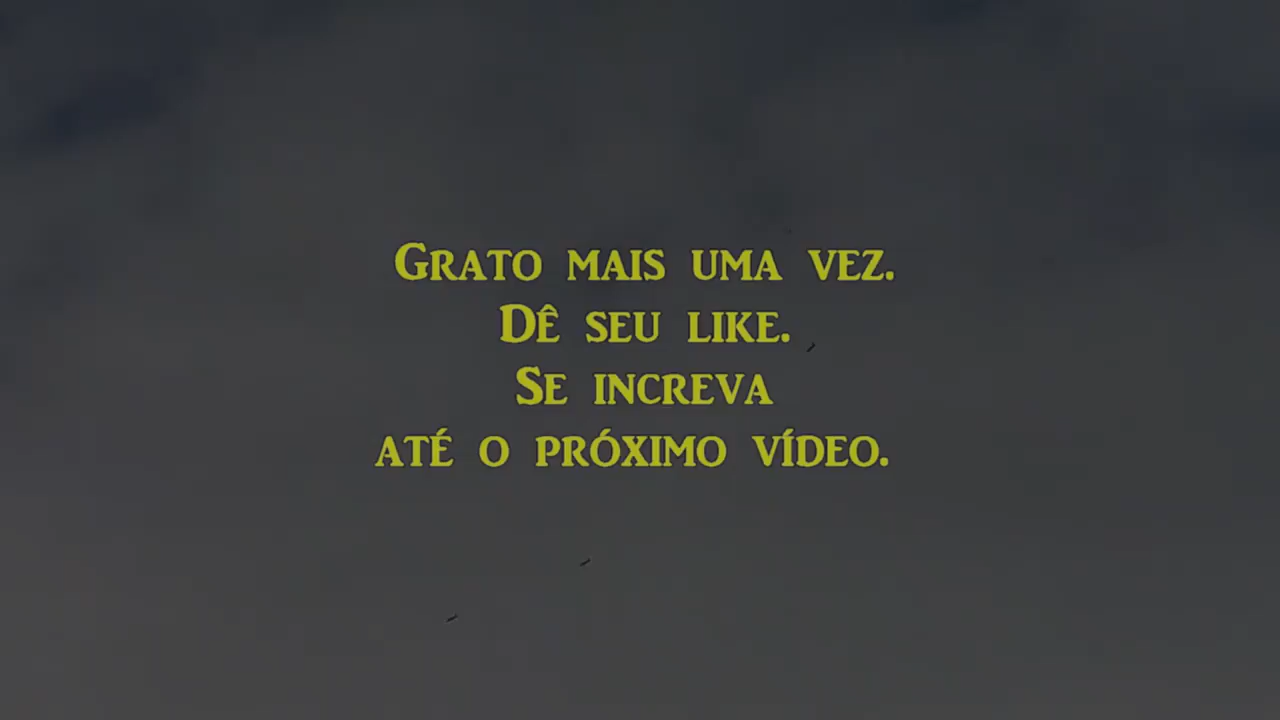 Grato mais uma vez.
Dê seu like.
Se increva
até o próximo vídeo.